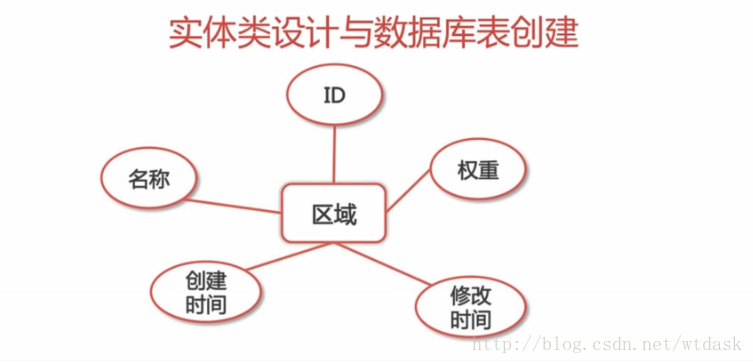 实体类设计与数据库表创建
ID
名称
权重
区域
创建
时间
修改
时间
http://blog.csdn.net/wtdask